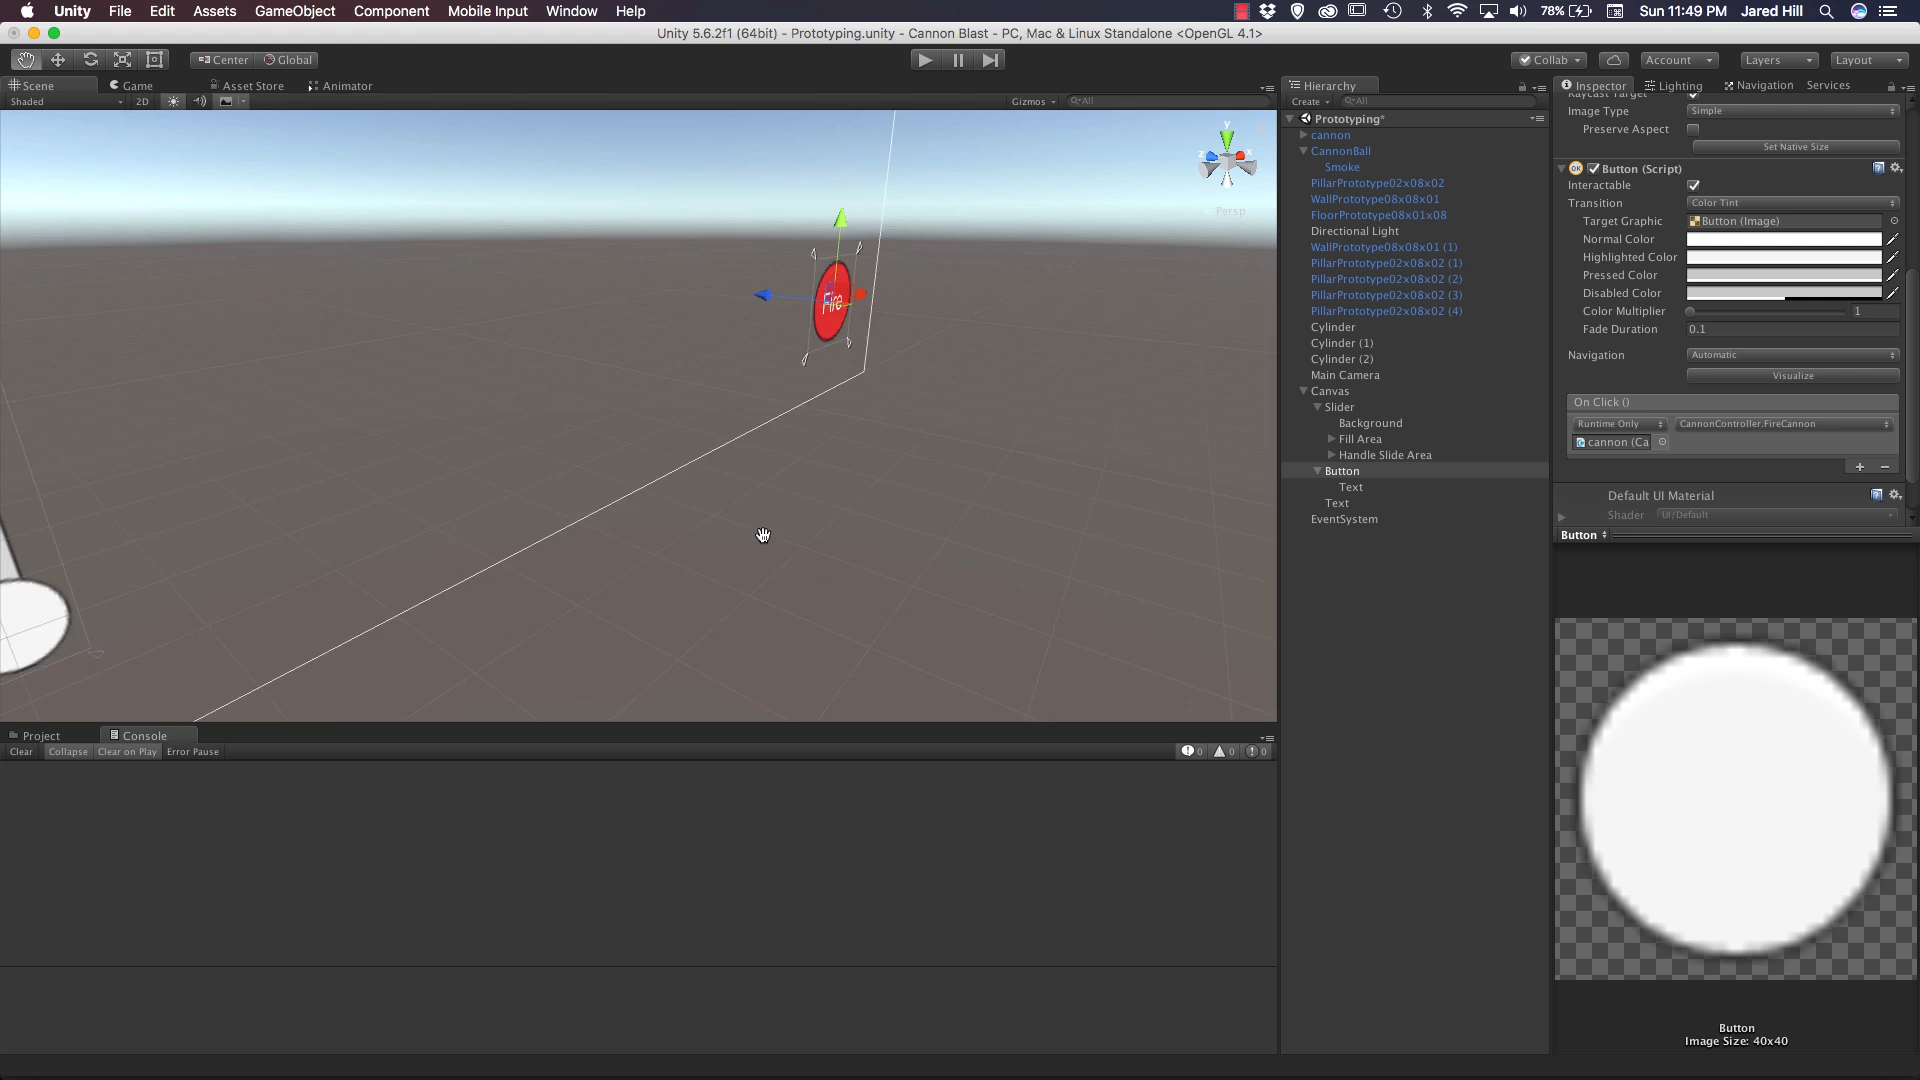 Unity File Edit Assets GameObject Component Mobile Input Window Help 78% Sun 11:49 PM Jared Hill
Unity 5.6.2f1 (64bit) - Prototyping.unity - Cannon Blast - PC, Mac & Linux Standalone <OpenGL 4.1>
Center Global Collab Account Layers Layout
Scene Game Asset Store Animator
Shaded 2D Gizmos All
y
z
x
Persp
Fire
Hierarchy
Create All
Prototyping*
cannon
CannonBall
Smoke
PillarPrototype02x08x02
WallPrototype08x08x01
FloorPrototype08x01x08
Directional Light
WallPrototype08x08x01 (1)
PillarPrototype02x08x02 (1)
PillarPrototype02x08x02 (2)
PillarPrototype02x08x02 (3)
PillarPrototype02x08x02 (4)
Cylinder
Cylinder (1)
Cylinder (2)
Main Camera
Canvas
Slider
Background
Fill Area
Handle Slide Area
Button
Text
Text
EventSystem
Inspector Lighting Navigation Services
Raycast Target
Image Type Simple
Preserve Aspect
Set Native Size
OK Button (Script)
Interactable
Transition Color Tint
Target Graphic Button (Image)
Normal Color
Highlighted Color
Pressed Color
Disabled Color
Color Multiplier 1
Fade Duration 0.1
Navigation Automatic
Visualize
On Click ()
Runtime Only CannonController.FireCannon
cannon (Ca
+ −
Default UI Material
Shader UI/Default
Button
Button
Image Size: 40x40
Project Console
Clear Collapse Clear on Play Error Pause 0 0 0